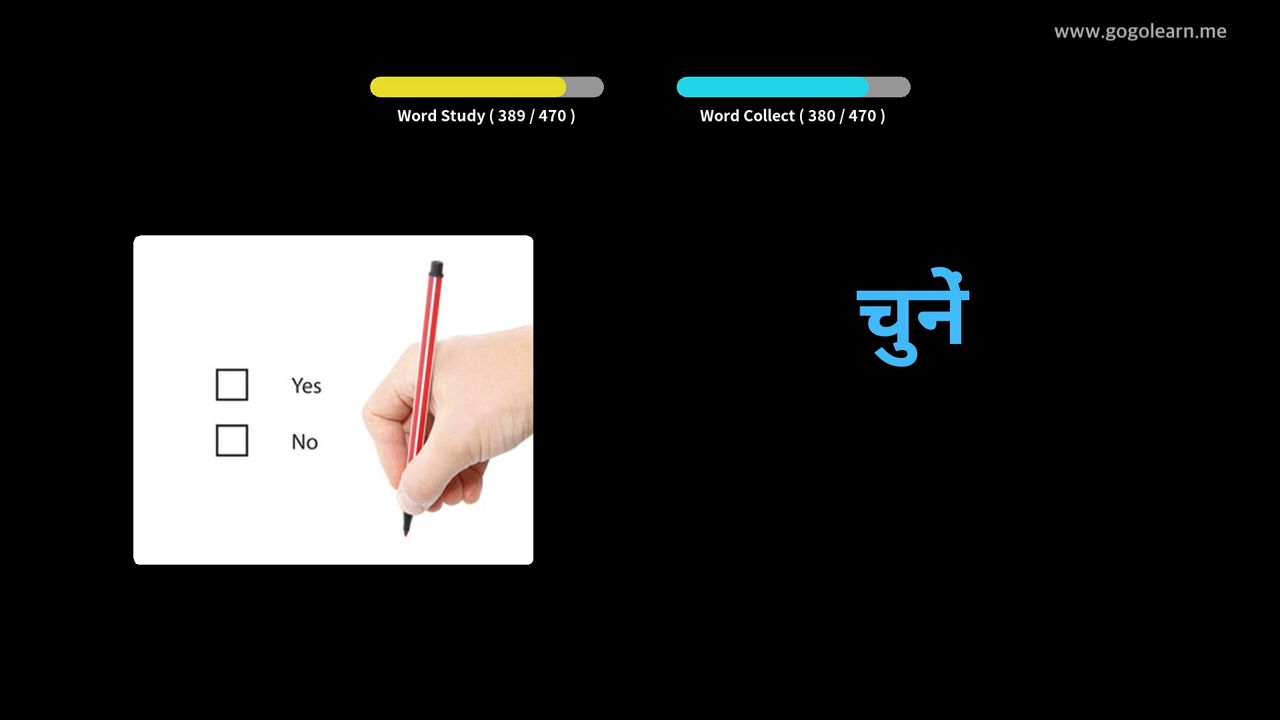 www.gogolearn.me
Word Study ( 389 / 470 )
Word Collect ( 380 / 470 )
चुनें
Yes
No